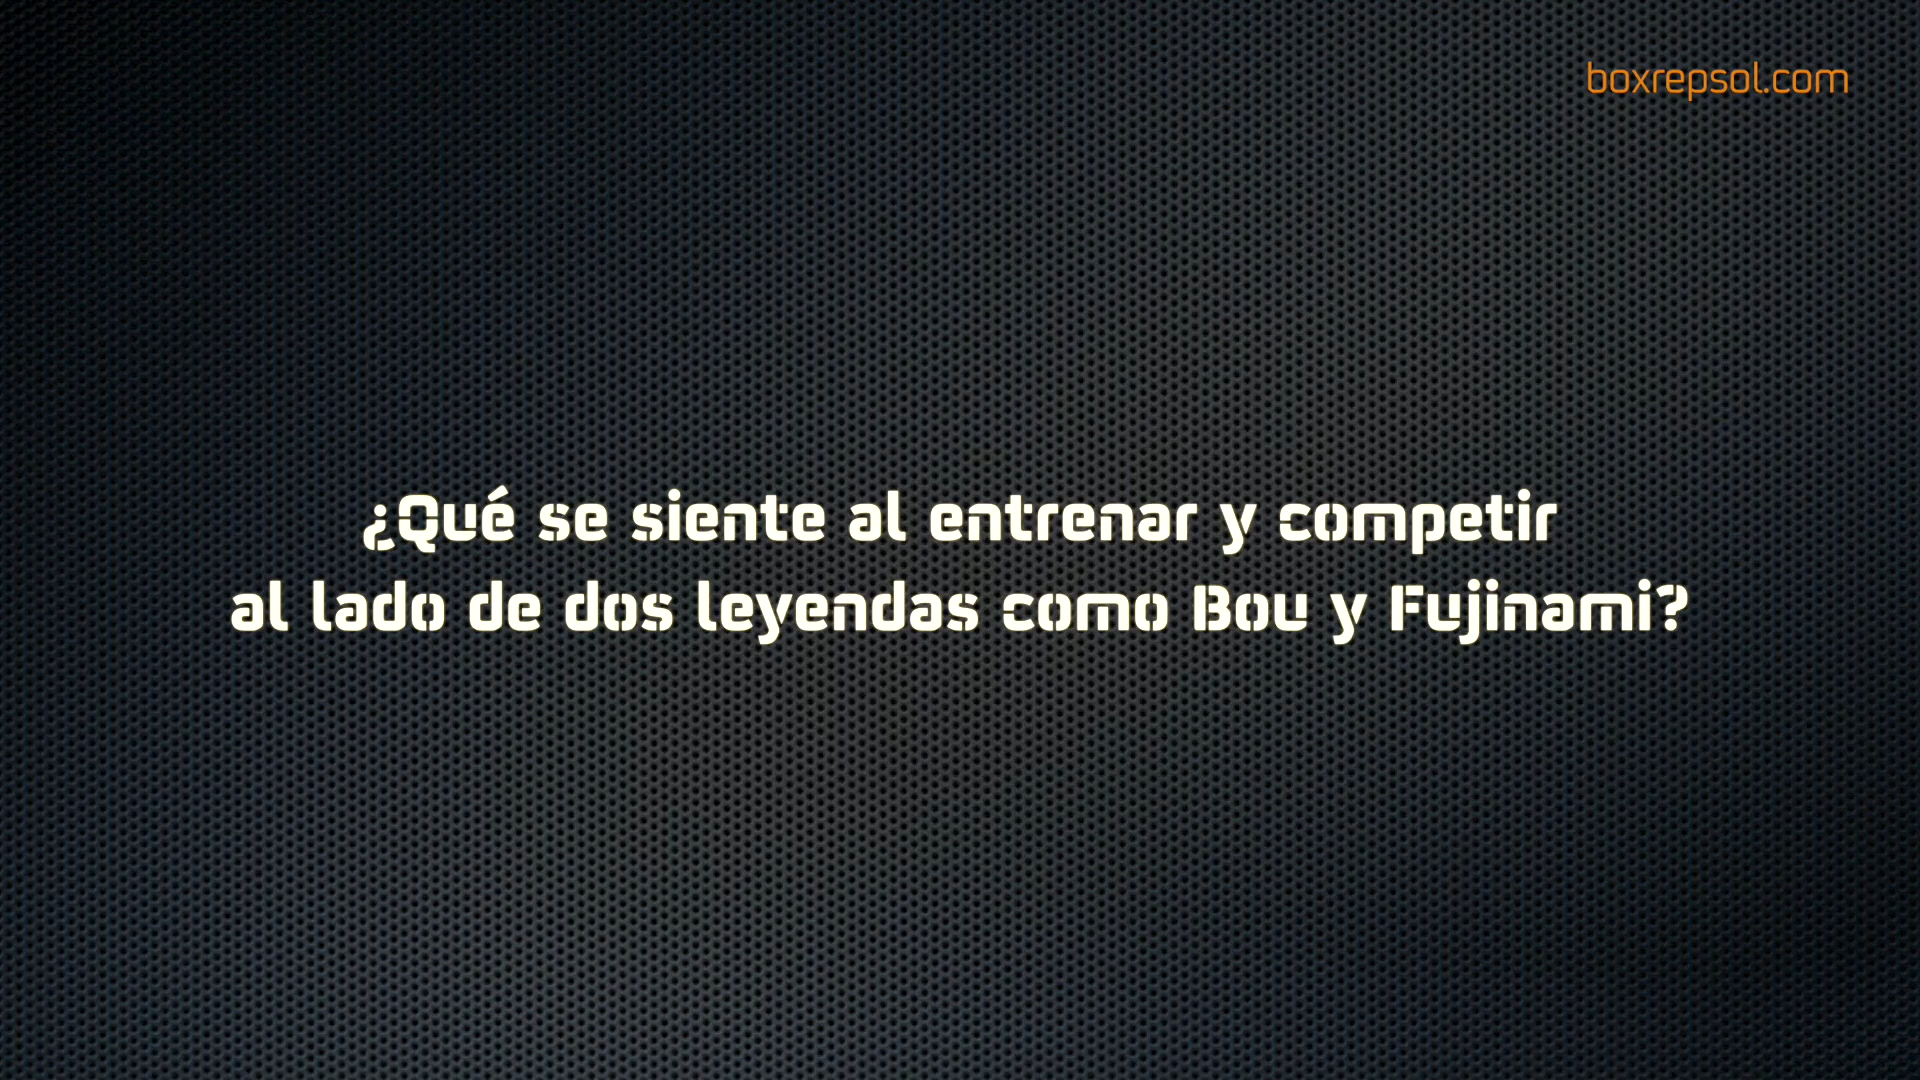 boxrepsol.com
¿Qué se siente al entrenar y competir
al lado de dos leyendas como Bou y Fujinami?